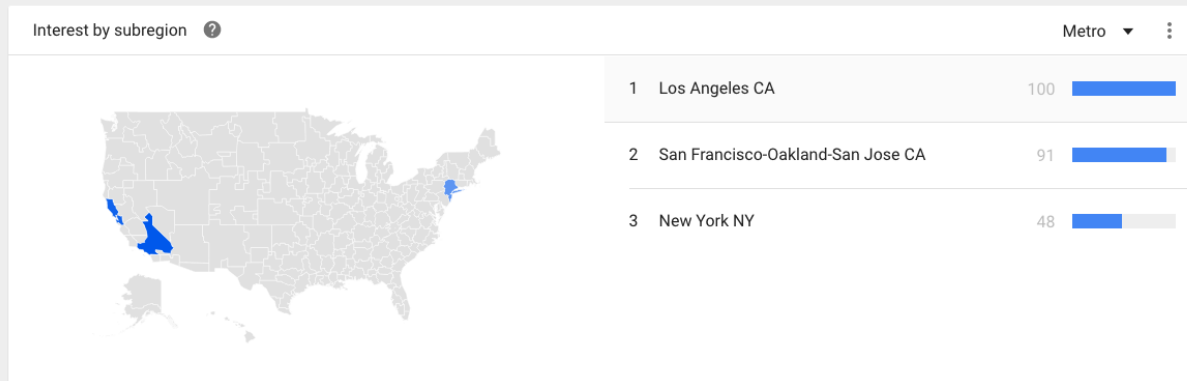 Interest by subregion
Metro
1 Los Angeles CA 100
2 San Francisco-Oakland-San Jose CA 91
3 New York NY 48